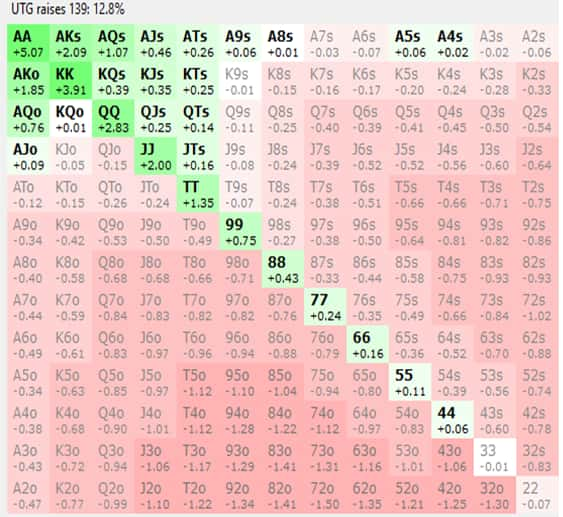 UTG raises 139: 12.8%
AA AKs AQs AJs ATs A9s A8s A7s A6s A5s A4s A3s A2s
+5.07 +2.09 +1.07 +0.46 +0.26 +0.06 +0.01 -0.03 -0.07 +0.06 +0.02 -0.02 -0.06
AKo KK KQs KJs KTs K9s K8s K7s K6s K5s K4s K3s K2s
+1.85 +3.91 +0.39 +0.35 +0.25 -0.01 -0.15 -0.16 -0.17 -0.20 -0.24 -0.28 -0.33
AQo KQo QQ QJs QTs Q9s Q8s Q7s Q6s Q5s Q4s Q3s Q2s
+0.76 +0.01 +2.83 +0.25 +0.14 -0.11 -0.25 -0.40 -0.39 -0.41 -0.45 -0.50 -0.54
AJo KJo QJo JJ JTs J9s J8s J7s J6s J5s J4s J3s J2s
+0.09 -0.05 -0.15 +2.00 +0.16 -0.08 -0.24 -0.39 -0.52 -0.52 -0.56 -0.60 -0.64
ATo KTo QTo JTo TT T9s T8s T7s T6s T5s T4s T3s T2s
-0.12 -0.15 -0.26 -0.24 +1.35 -0.07 -0.24 -0.38 -0.51 -0.66 -0.66 -0.71 -0.75
A9o K9o Q9o J9o T9o 99 98s 97s 96s 95s 94s 93s 92s
-0.34 -0.42 -0.53 -0.50 -0.49 +0.75 -0.27 -0.38 -0.50 -0.64 -0.81 -0.82 -0.86
A8o K8o Q8o J8o T8o 98o 88 87s 86s 85s 84s 83s 82s
-0.40 -0.58 -0.68 -0.68 -0.66 -0.71 +0.43 -0.33 -0.44 -0.58 -0.75 -0.93 -0.93
A7o K7o Q7o J7o T7o 97o 87o 77 76s 75s 74s 73s 72s
-0.44 -0.59 -0.84 -0.83 -0.82 -0.82 -0.76 +0.24 -0.35 -0.49 -0.66 -0.84 -1.02
A6o K6o Q6o J6o T6o 96o 86o 76o 66 65s 64s 63s 62s
-0.49 -0.61 -0.83 -0.97 -0.96 -0.94 -0.88 -0.79 +0.16 -0.36 -0.52 -0.70 -0.88
A5o K5o Q5o J5o T5o 95o 85o 75o 65o 55 54s 53s 52s
-0.34 -0.63 -0.85 -0.97 -1.12 -1.10 -1.04 -0.94 -0.80 +0.11 -0.39 -0.56 -0.74
A4o K4o Q4o J4o T4o 94o 84o 74o 64o 54o 44 43s 42s
-0.38 -0.68 -0.90 -1.01 -1.12 -1.28 -1.22 -1.12 -0.97 -0.83 +0.06 -0.60 -0.78
A3o K3o Q3o J3o T3o 93o 83o 73o 63o 53o 43o 33 32s
-0.43 -0.72 -0.94 -1.06 -1.17 -1.29 -1.41 -1.31 -1.16 -1.01 -1.06 -0.01 -0.83
A2o K2o Q2o J2o T2o 92o 82o 72o 62o 52o 42o 32o 22
-0.47 -0.77 -0.99 -1.10 -1.22 -1.34 -1.41 -1.50 -1.35 -1.21 -1.25 -1.30 -0.07